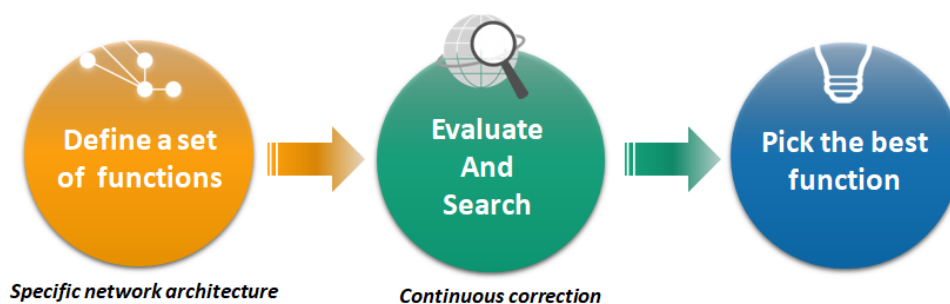 Define a set
of functions
Evaluate
And
Search
Pick the best
function
Specific network architecture
Continuous correction